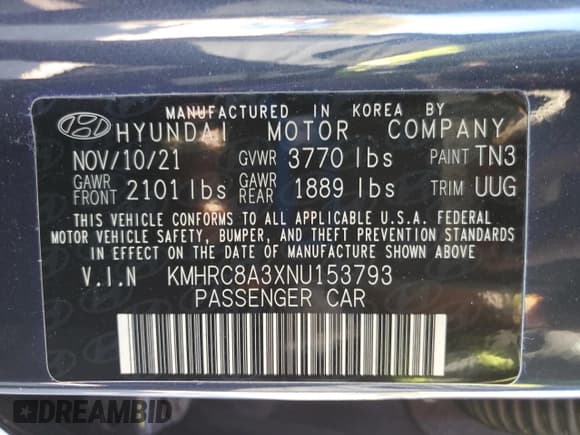 MANUFACTURED IN KOREA BY
HYUNDAI MOTOR COMPANY
NOV/10/21 GVWR 3770 lbs PAINT TN3
GAWR FRONT 2101 lbs GAWR REAR 1889 lbs TRIM UUG
THIS VEHICLE CONFORMS TO ALL APPLICABLE U.S.A. FEDERAL
MOTOR VEHICLE SAFETY, BUMPER, AND THEFT PREVENTION STANDARDS
IN EFFECT ON THE DATE OF MANUFACTURE SHOWN ABOVE
V.I.N KMHRC8A3XNU153793
PASSENGER CAR
DREAMBID